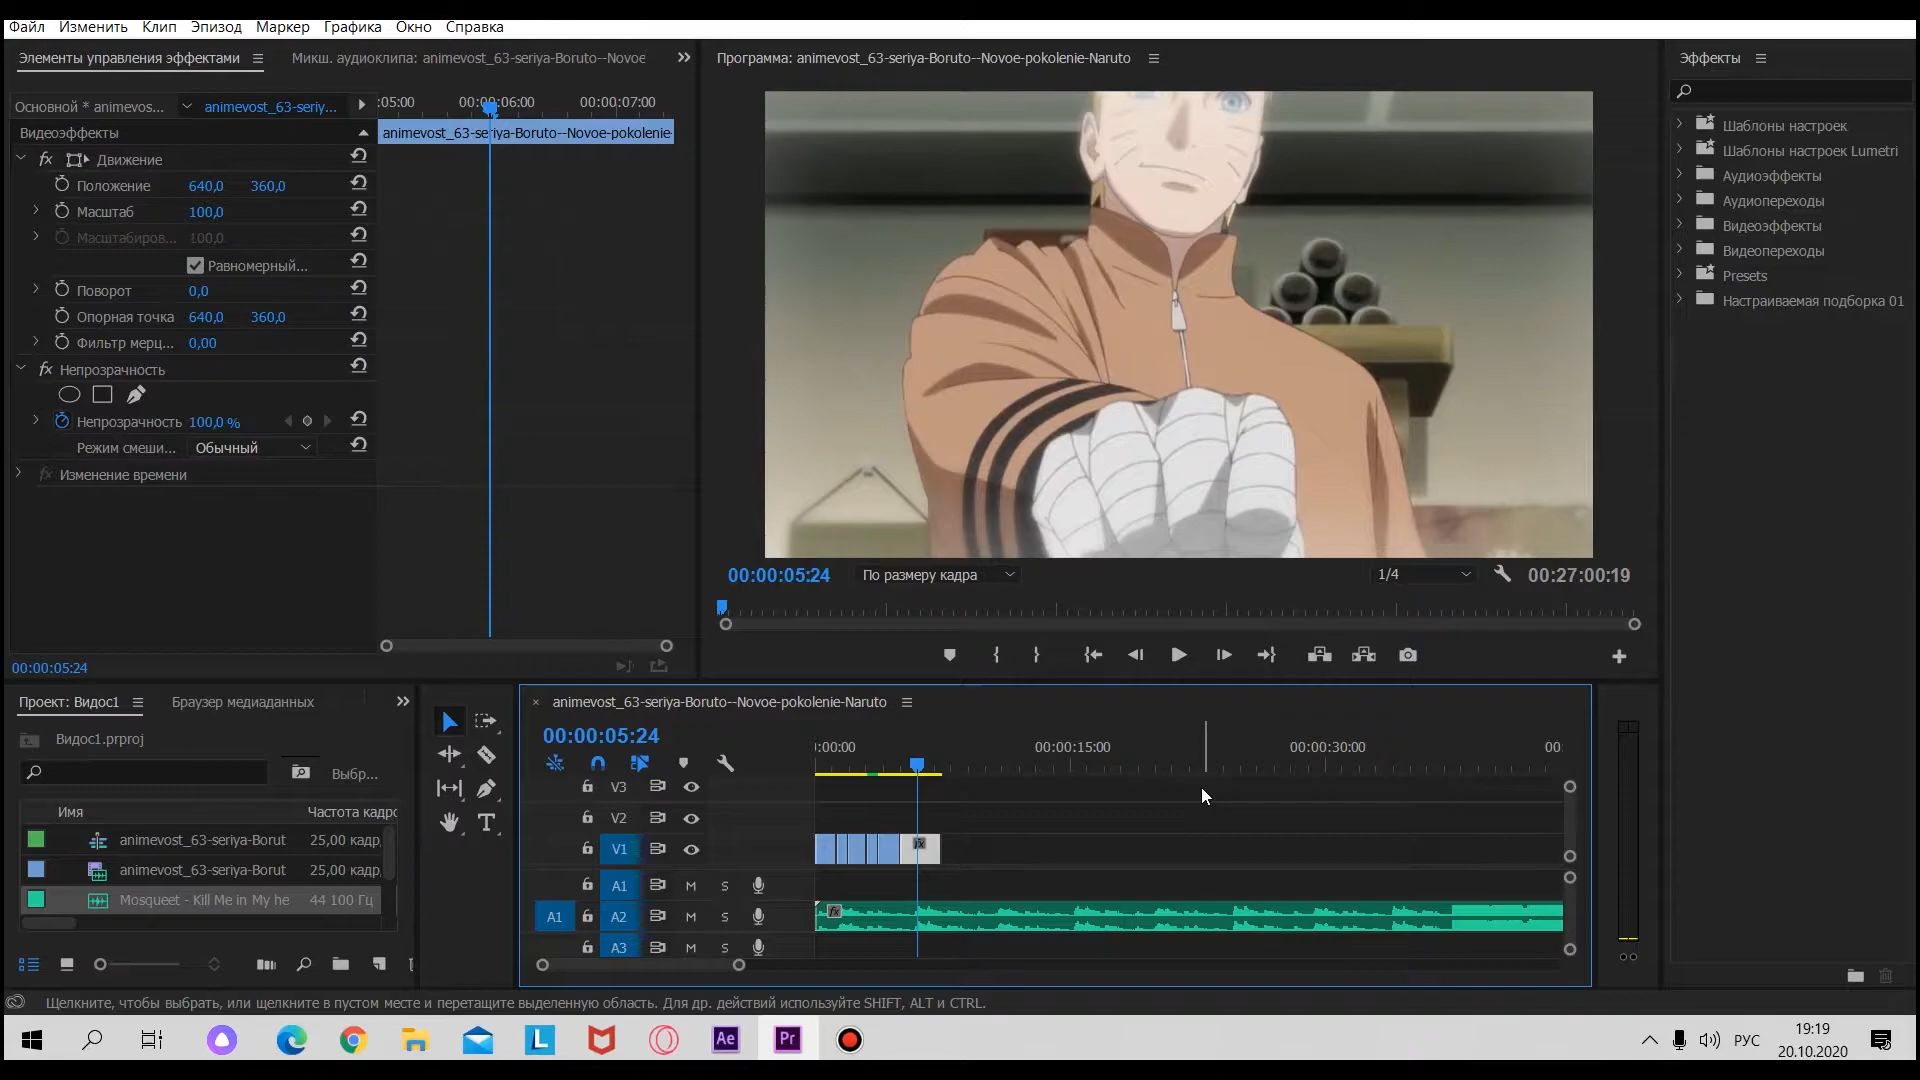 Файл Изменить Клип Эпизод Маркер Графика Окно Справка
Элементы управления эффектами
Микш. аудиоклипа: animevost_63-seriya-Boruto--Novoe
Основной * animevos...
animevost_63-seriy...
:05:00
00:00:06:00
00:00:07:00
Видеоэффекты
animevost_63-seriya-Boruto--Novoe-pokolenie-
fx Движение
Положение 640,0 360,0
Масштаб 100,0
Масштабиров... 100,0
Равномерный...
Поворот 0,0
Опорная точка 640,0 360,0
Фильтр мерц... 0,00
fx Непрозрачность
Непрозрачность 100,0 %
Режим смеши... Обычный
fx Изменение времени
00:00:05:24
Программа: animevost_63-seriya-Boruto--Novoe-pokolenie-Naruto
00:00:05:24
По размеру кадра
1/4
00:27:00:19
Эффекты
Шаблоны настроек
Шаблоны настроек Lumetri
Аудиоэффекты
Аудиопереходы
Видеоэффекты
Видеопереходы
Presets
Настраиваемая подборка 01
Проект: Видос1
Браузер медиаданных
Видос1.prproj
Выбр...
Имя
Частота кадрс
animevost_63-seriya-Borut 25,00 кадр,
animevost_63-seriya-Borut 25,00 кадр,
Mosqueet - Kill Me in My he 44 100 Гц
animevost_63-seriya-Boruto--Novoe-pokolenie-Naruto
00:00:05:24
:00:00
00:00:15:00
00:00:30:00
00:
V3
V2
V1
fx
A1 M S
A1 A2 M S
fx
A3 M S
Щелкните, чтобы выбрать, или щелкните в пустом месте и перетащите выделенную область. Для др. действий используйте SHIFT, ALT и CTRL.
L
Ae
Pr
РУС
19:19
20.10.2020